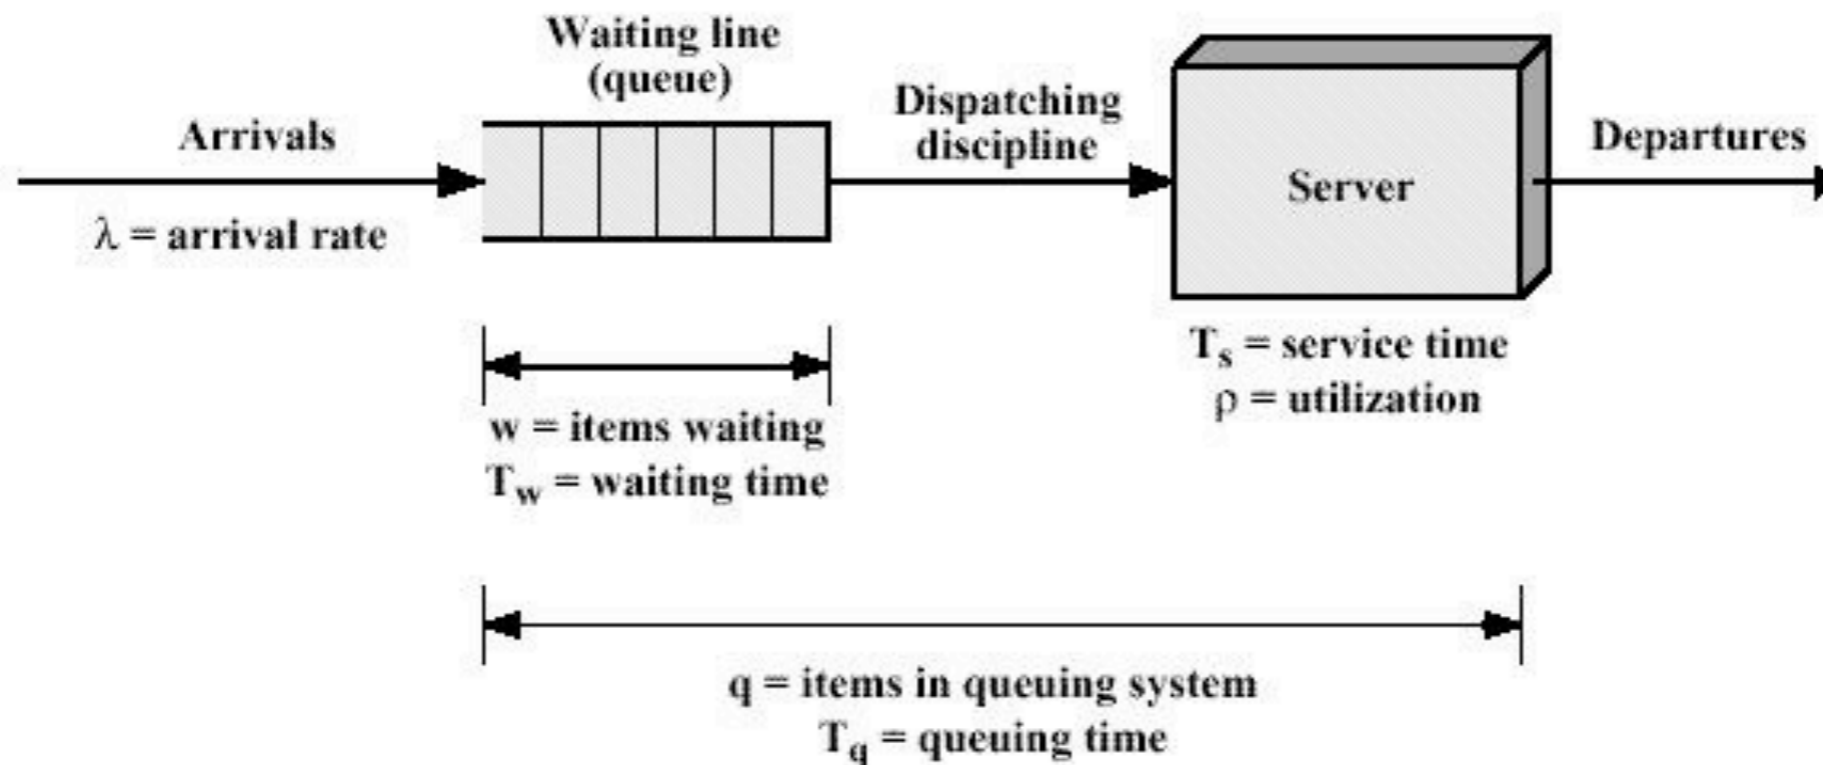 Waiting line
(queue)
Arrivals
λ = arrival rate
Dispatching
discipline
Server
Departures
Ts = service time
ρ = utilization
w = items waiting
Tw = waiting time
q = items in queuing system
Tq = queuing time